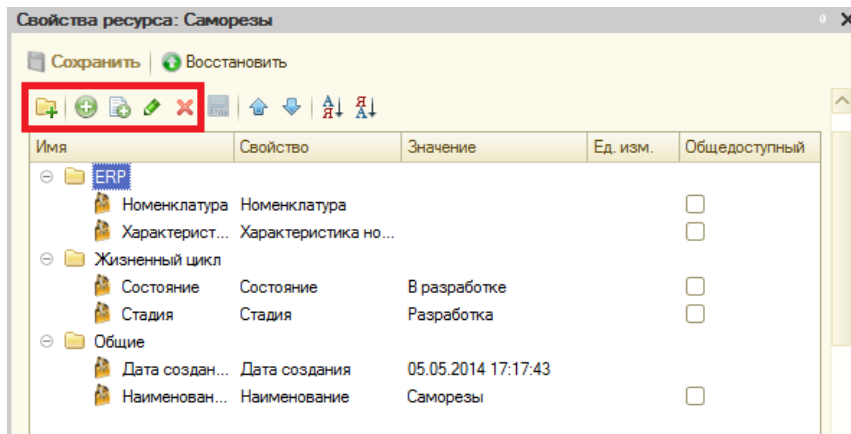 Свойства ресурса: Саморезы
Сохранить Восстановить
Имя Свойство Значение Ед. изм. Общедоступный
ERP
Номенклатура Номенклатура
Характерист... Характеристика но...
Жизненный цикл
Состояние Состояние В разработке
Стадия Стадия Разработка
Общие
Дата создан... Дата создания 05.05.2014 17:17:43
Наименован... Наименование Саморезы